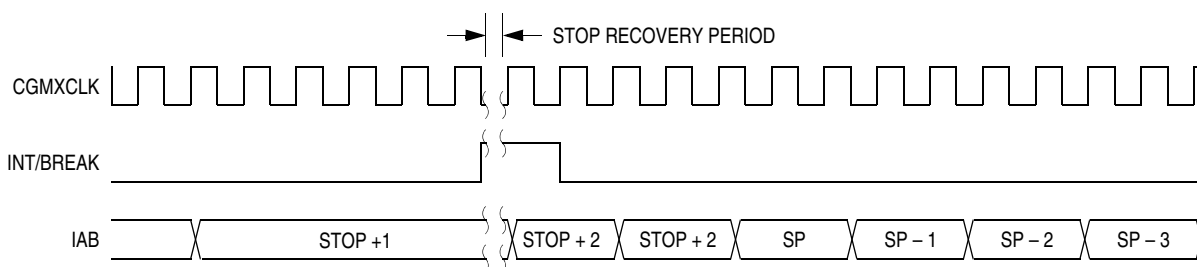 STOP RECOVERY PERIOD
CGMXCLK
INT/BREAK
IAB STOP +1 STOP + 2 STOP + 2 SP SP – 1 SP – 2 SP – 3